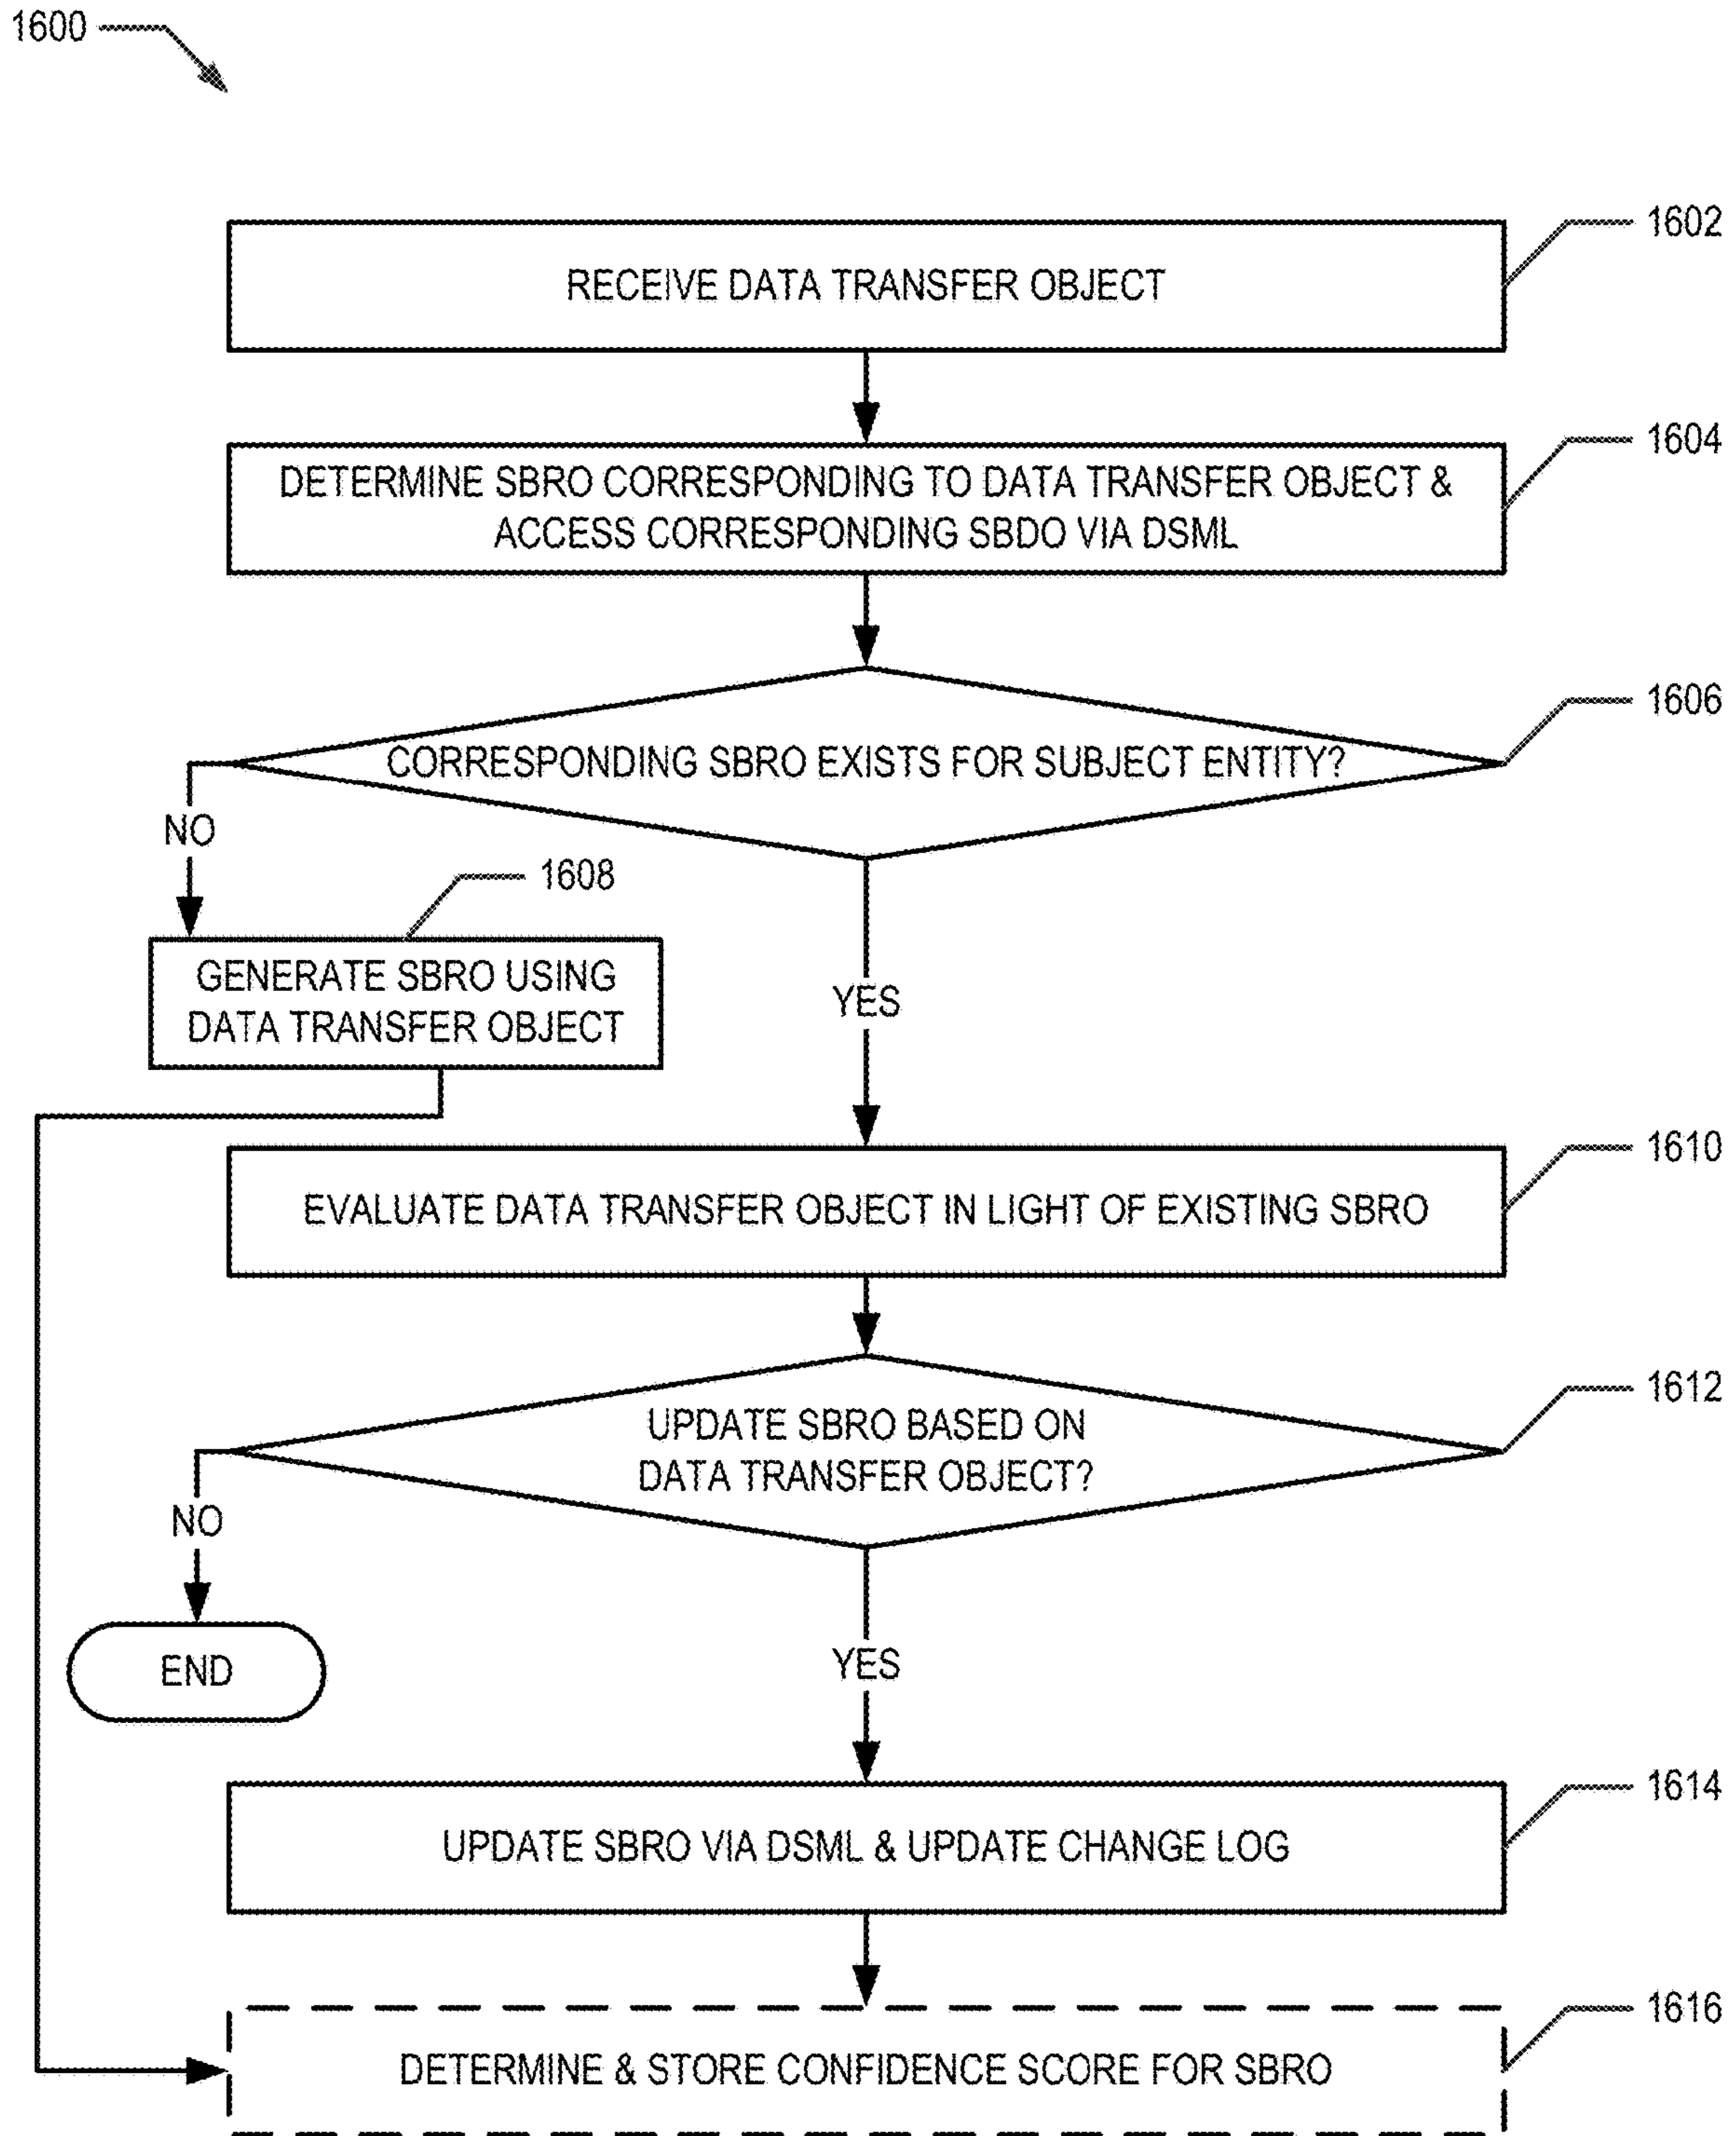 1600
1602
RECEIVE DATA TRANSFER OBJECT
1604
DETERMINE SBRO CORRESPONDING TO DATA TRANSFER OBJECT &
ACCESS CORRESPONDING SBDO VIA DSML
1606
CORRESPONDING SBRO EXISTS FOR SUBJECT ENTITY?
NO
1608
GENERATE SBRO USING
DATA TRANSFER OBJECT
YES
1610
EVALUATE DATA TRANSFER OBJECT IN LIGHT OF EXISTING SBRO
1612
UPDATE SBRO BASED ON
DATA TRANSFER OBJECT?
NO
END
YES
1614
UPDATE SBRO VIA DSML & UPDATE CHANGE LOG
1616
DETERMINE & STORE CONFIDENCE SCORE FOR SBRO